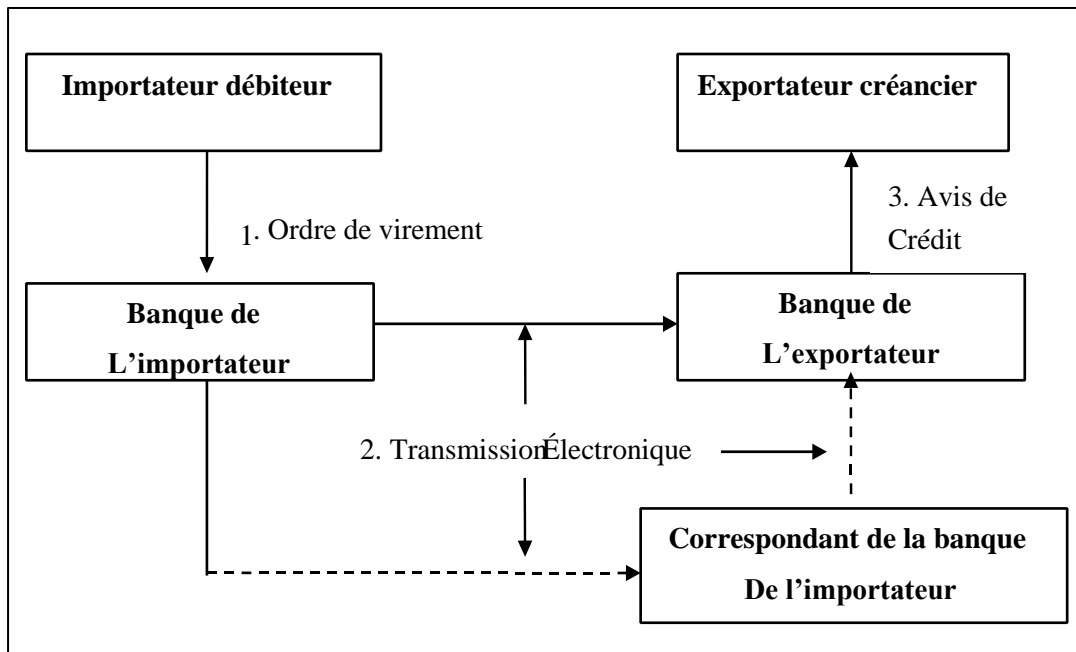 Importateur débiteur
Exportateur créancier
1. Ordre de virement
3. Avis de
Crédit
Banque de
L’importateur
Banque de
L’exportateur
2. TransmissionÉlectronique
Correspondant de la banque
De l’importateur